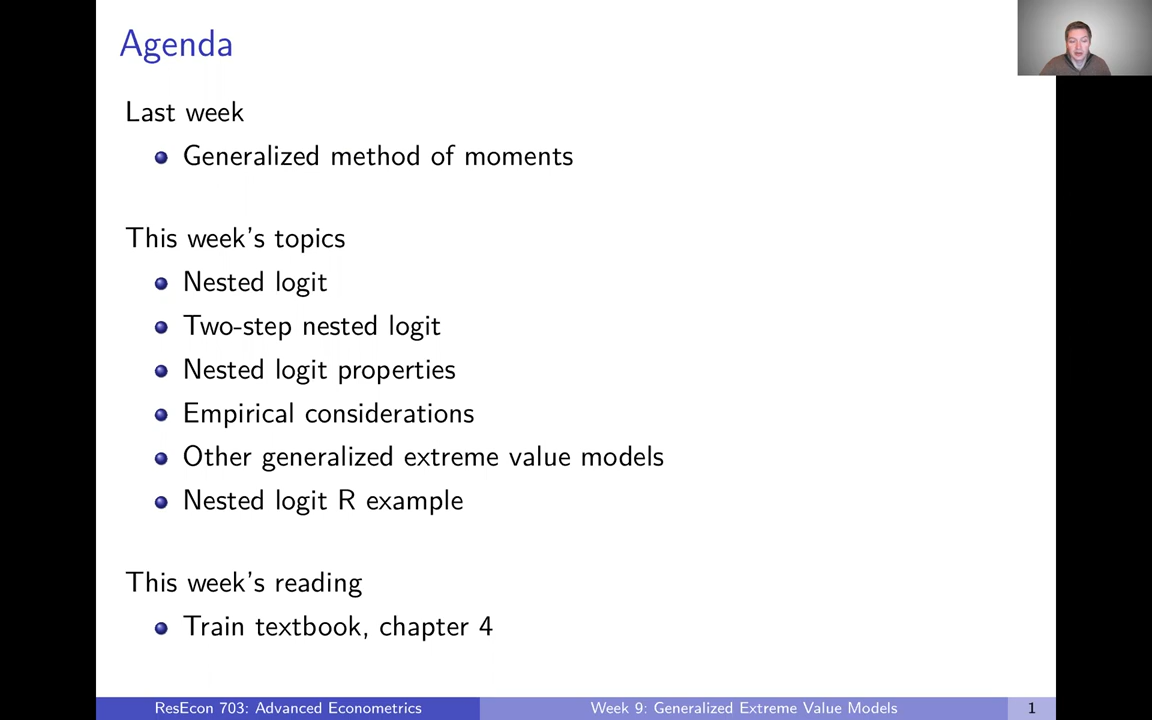 Agenda
Last week
Generalized method of moments
This week's topics
Nested logit
Two-step nested logit
Nested logit properties
Empirical considerations
Other generalized extreme value models
Nested logit R example
This week's reading
Train textbook, chapter 4
ResEcon 703: Advanced Econometrics
Week 9: Generalized Extreme Value Models
1